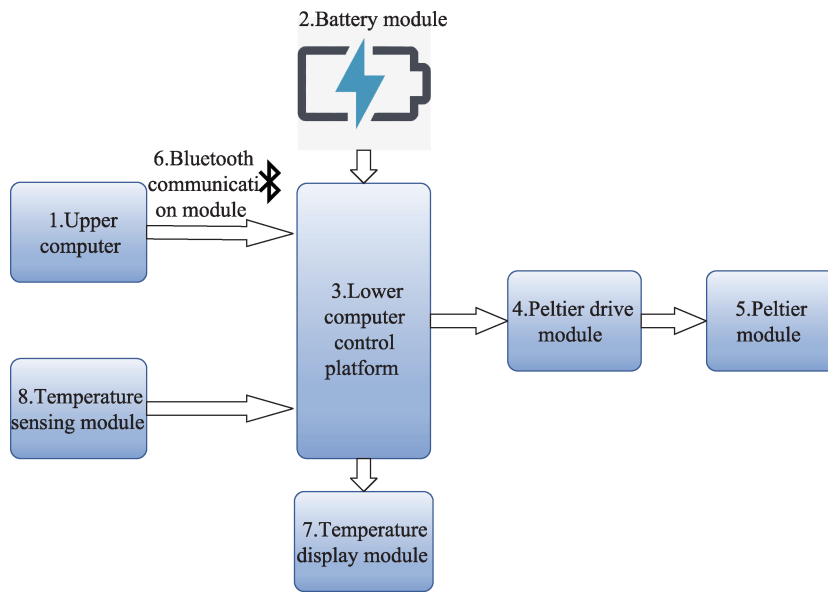 2.Battery module
6.Bluetooth
communicati
on module
1.Upper
computer
3.Lower
computer
control
platform
4.Peltier drive
module
5.Peltier
module
8.Temperature
sensing module
7.Temperature
display module